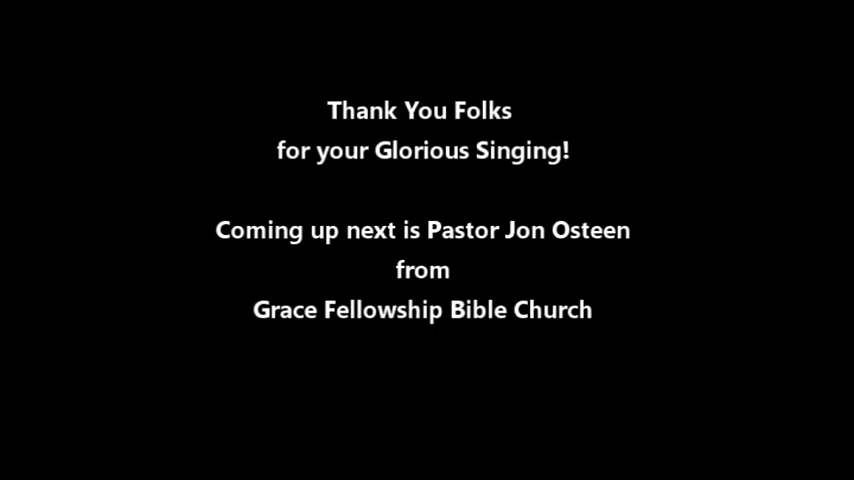 Thank You Folks
for your Glorious Singing!
Coming up next is Pastor Jon Osteen
from
Grace Fellowship Bible Church